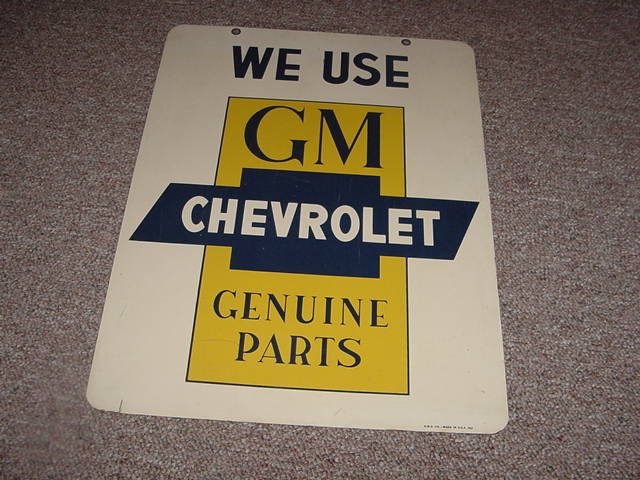 WE USE
GM
CHEVROLET
GENUINE
PARTS